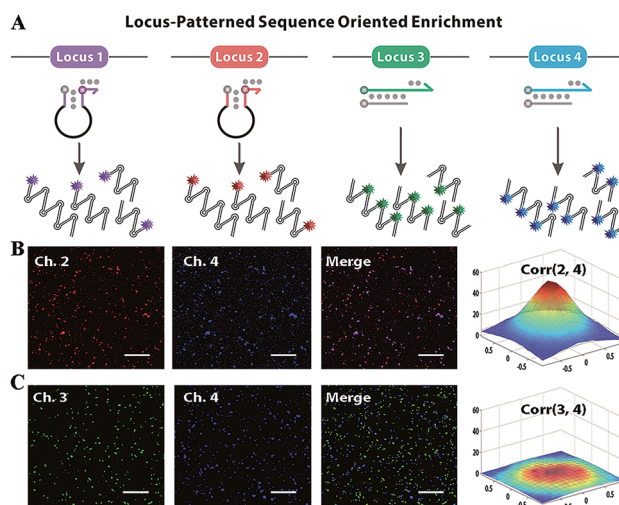 A
Locus-Patterned Sequence Oriented Enrichment
Locus 1
Locus 2
Locus 3
Locus 4
B
Ch. 2
Ch. 4
Merge
Corr(2, 4)
60
40
20
0
0.5
0
-0.5
-0.5
0
0.5
C
Ch. 3
Ch. 4
Merge
Corr(3, 4)
60
40
20
0
0.5
0
-0.5
-0.5
0
0.5